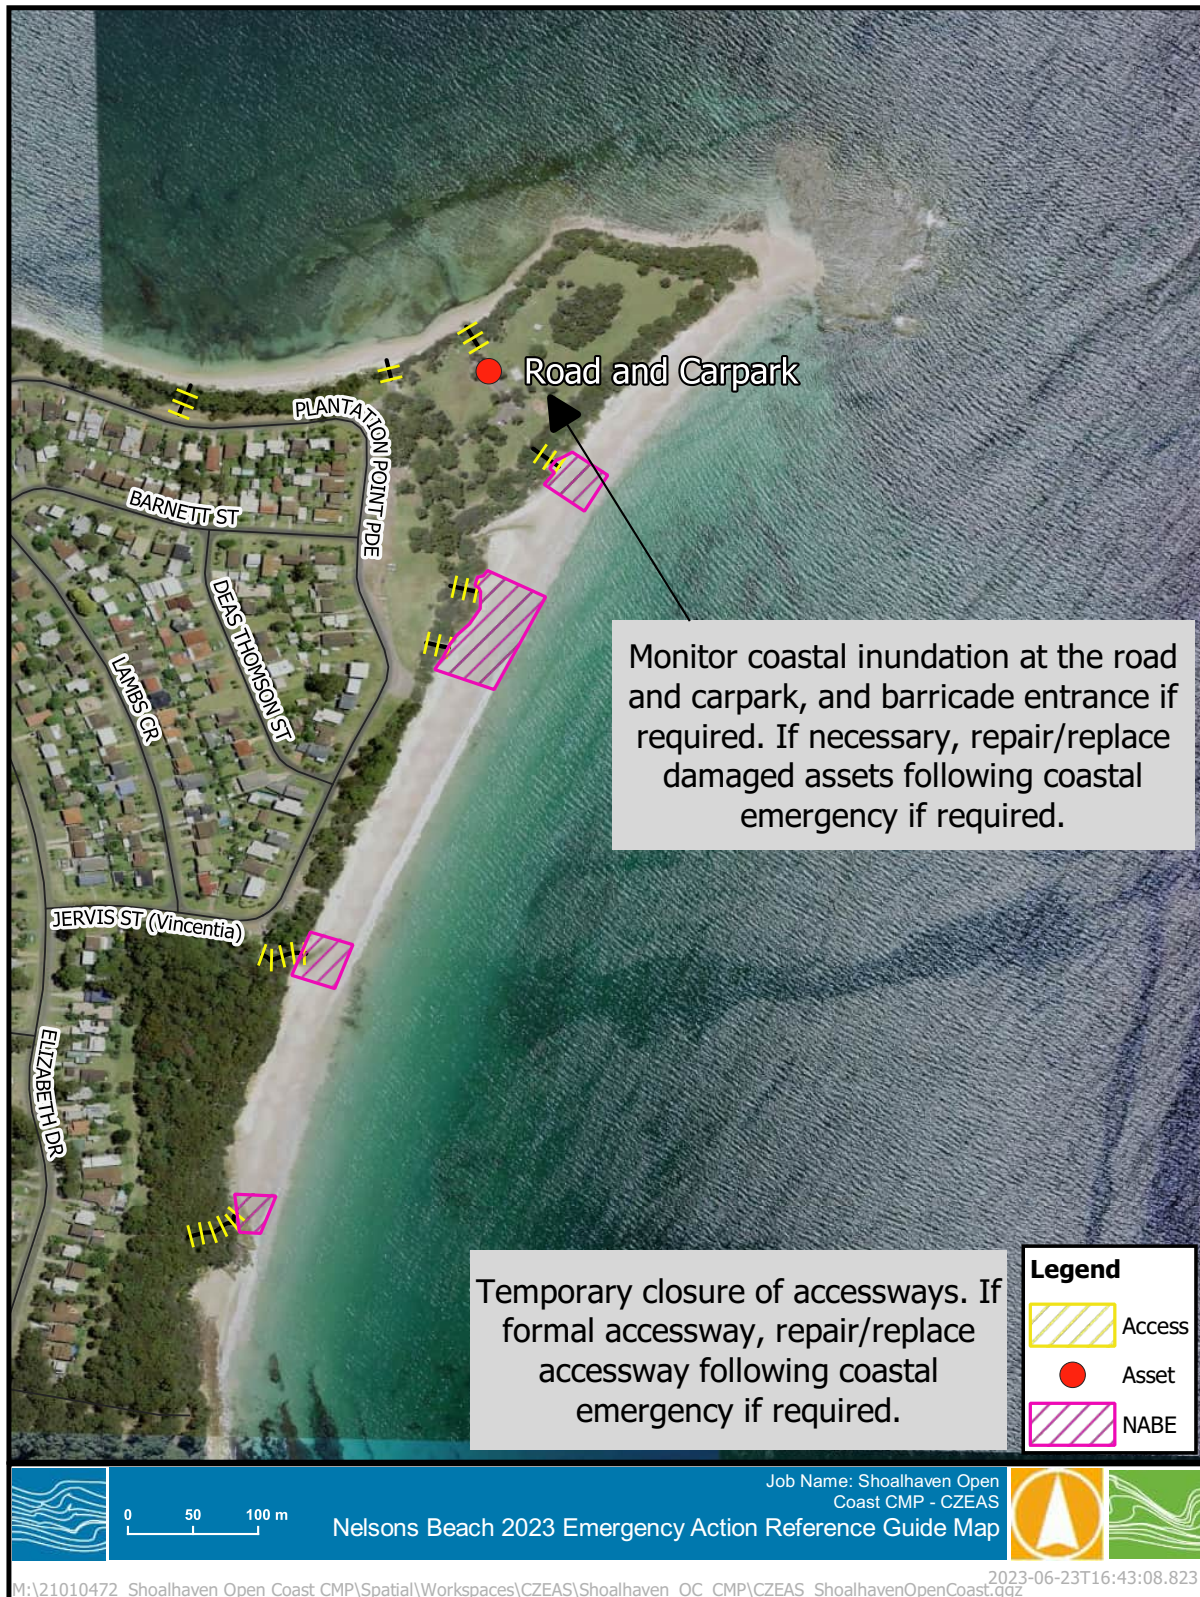 Road and Carpark
PLANTATION POINT PDE
BARNETT ST
DEAS THOMSON ST
LAMBS CR
Monitor coastal inundation at the road
and carpark, and barricade entrance if
required. If necessary, repair/replace
damaged assets following coastal
emergency if required.
JERVIS ST (Vincentia)
ELIZABETH DR
Temporary closure of accessways. If
formal accessway, repair/replace
accessway following coastal
emergency if required.
Legend
Access
Asset
NABE
0 50 100 m
Job Name: Shoalhaven Open
Coast CMP - CZEAS
Nelsons Beach 2023 Emergency Action Reference Guide Map
2023-06-23T16:43:08.823
M:\21010472_Shoalhaven Open Coast CMP\Spatial\Workspaces\CZEAS\Shoalhaven_OC_CMP\CZEAS_ShoalhavenOpenCoast.qgz